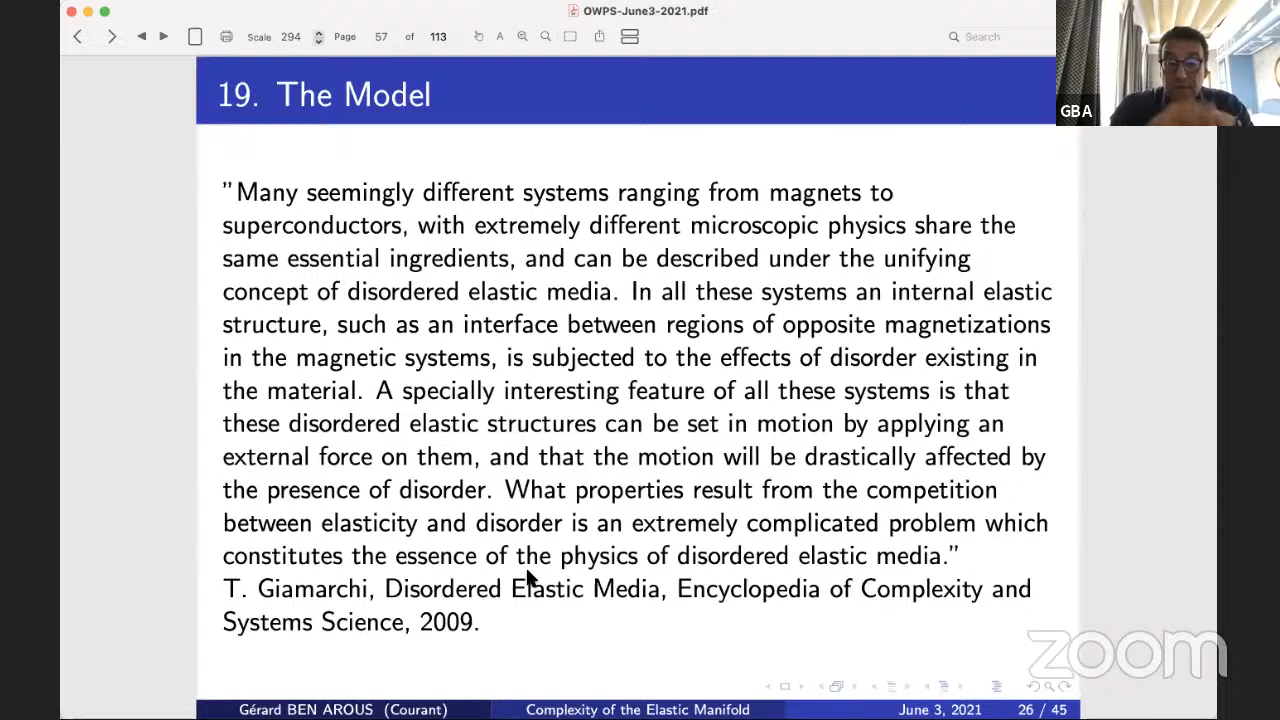 OWPS-June3-2021.pdf
Scale 294 Page 57 of 113 A Search
GBA
19. The Model
"Many seemingly different systems ranging from magnets to
superconductors, with extremely different microscopic physics share the
same essential ingredients, and can be described under the unifying
concept of disordered elastic media. In all these systems an internal elastic
structure, such as an interface between regions of opposite magnetizations
in the magnetic systems, is subjected to the effects of disorder existing in
the material. A specially interesting feature of all these systems is that
these disordered elastic structures can be set in motion by applying an
external force on them, and that the motion will be drastically affected by
the presence of disorder. What properties result from the competition
between elasticity and disorder is an extremely complicated problem which
constitutes the essence of the physics of disordered elastic media."
T. Giamarchi, Disordered Elastic Media, Encyclopedia of Complexity and
Systems Science, 2009.
zoom
Gérard BEN AROUS (Courant) Complexity of the Elastic Manifold June 3, 2021 26 / 45